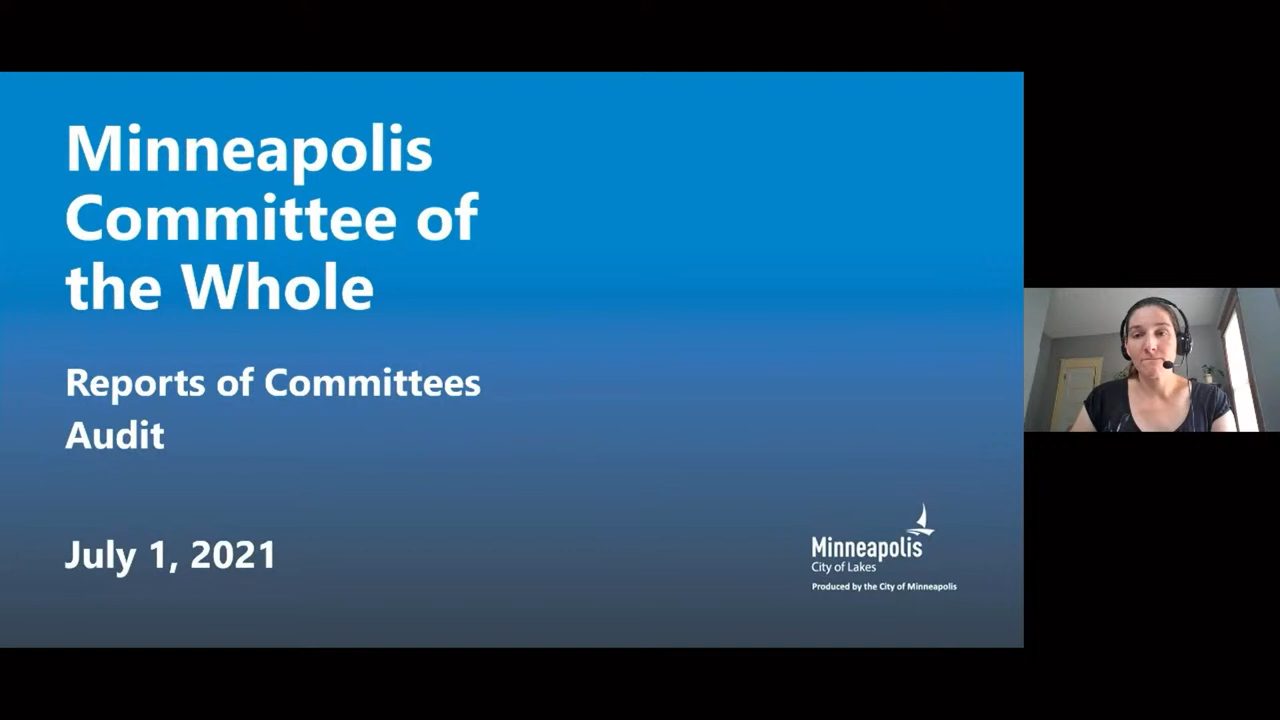 Minneapolis
Committee of
the Whole
Reports of Committees
Audit
July 1, 2021
Minneapolis
City of Lakes
Produced by the City of Minneapolis